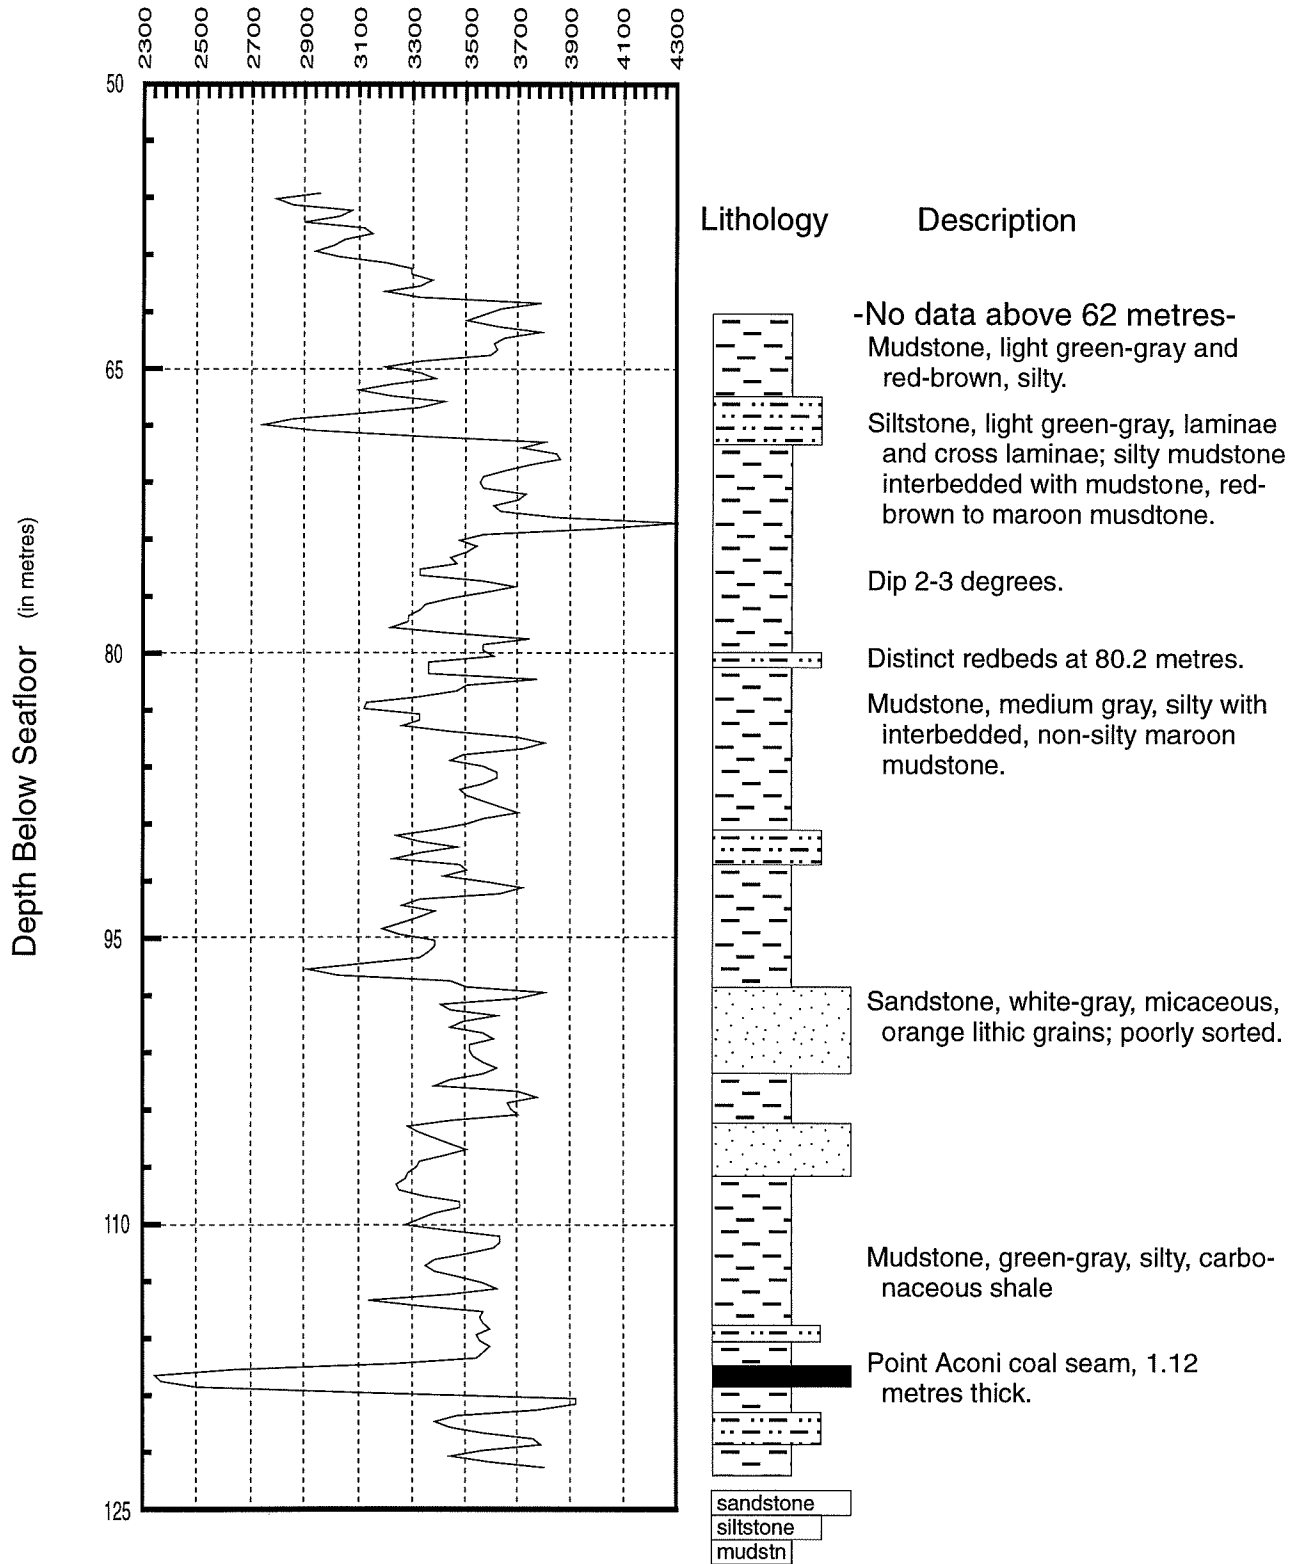 2300 2500 2700 2900 3100 3300 3500 3700 3900 4100 4300
50
65
80
95
110
125
Depth Below Seafloor (in metres)
Lithology Description
-No data above 62 metres-
Mudstone, light green-gray and
red-brown, silty.
Siltstone, light green-gray, laminae
and cross laminae; silty mudstone
interbedded with mudstone, red-
brown to maroon musdtone.
Dip 2-3 degrees.
Distinct redbeds at 80.2 metres.
Mudstone, medium gray, silty with
interbedded, non-silty maroon
mudstone.
Sandstone, white-gray, micaceous,
orange lithic grains; poorly sorted.
Mudstone, green-gray, silty, carbo-
naceous shale
Point Aconi coal seam, 1.12
metres thick.
sandstone
siltstone
mudstn